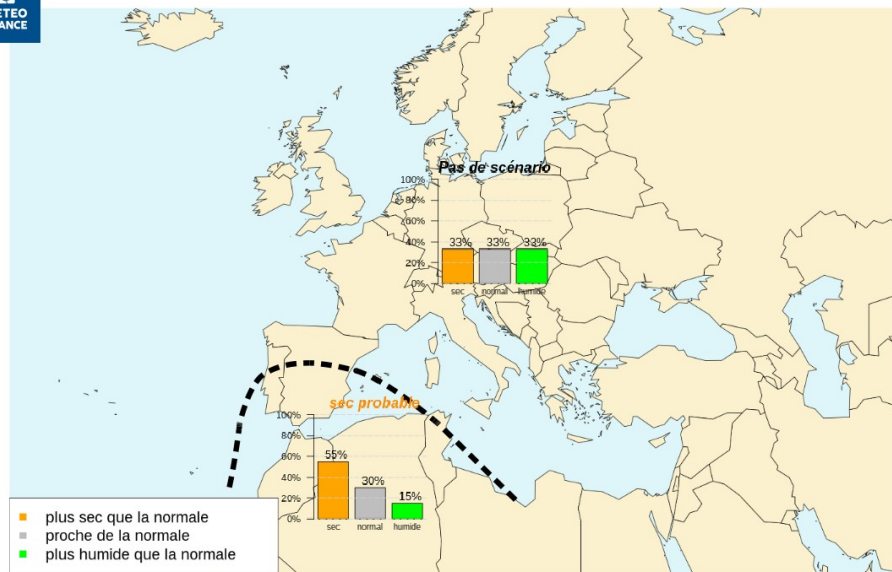 METEO
FRANCE
Pas de scénario
100%
80%
60%
40%
20%
0%
33% 33% 33%
sec normal humide
sec probable
100%
80%
60%
40%
20%
0%
55%
30%
15%
sec normal humide
plus sec que la normale
proche de la normale
plus humide que la normale